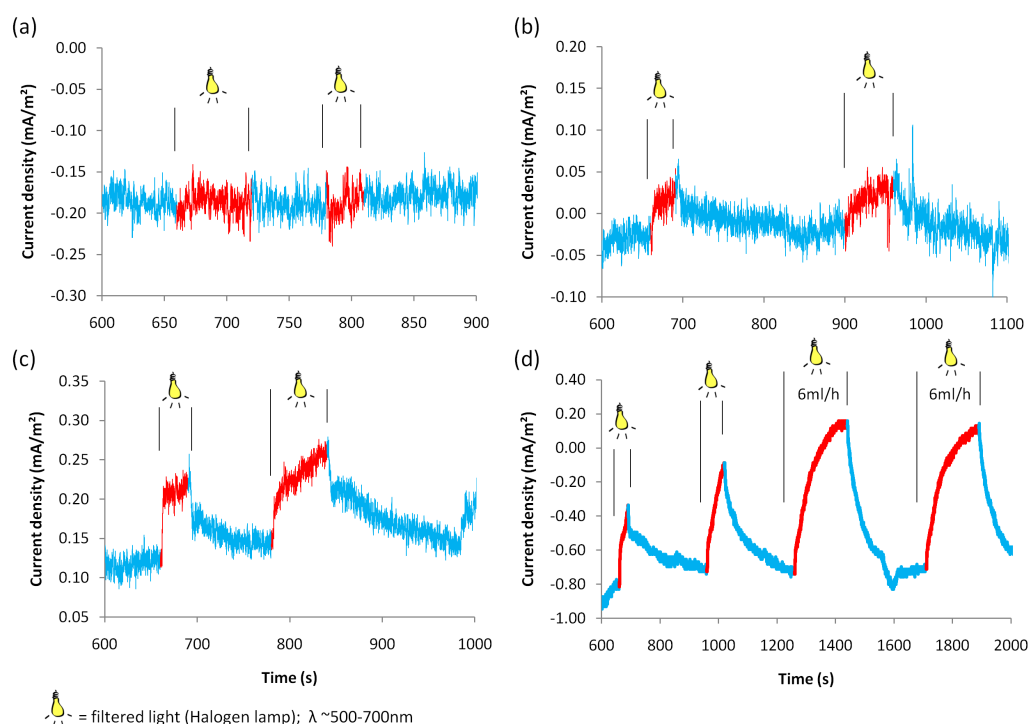 (a)
0.00
-0.05
-0.10
-0.15
-0.20
-0.25
-0.30
Current density (mA/m²)
600 650 700 750 800 850 900
(b)
0.20
0.15
0.10
0.05
0.00
-0.05
-0.10
Current density (mA/m²)
600 700 800 900 1000 1100
(c)
0.35
0.30
0.25
0.20
0.15
0.10
0.05
Current density (mA/m²)
600 700 800 900 1000
Time (s)
(d)
0.40
0.20
0.00
-0.20
-0.40
-0.60
-0.80
-1.00
Current density (mA/m²)
6ml/h 6ml/h
600 800 1000 1200 1400 1600 1800 2000
Time (s)
= filtered light (Halogen lamp); λ ~500-700nm